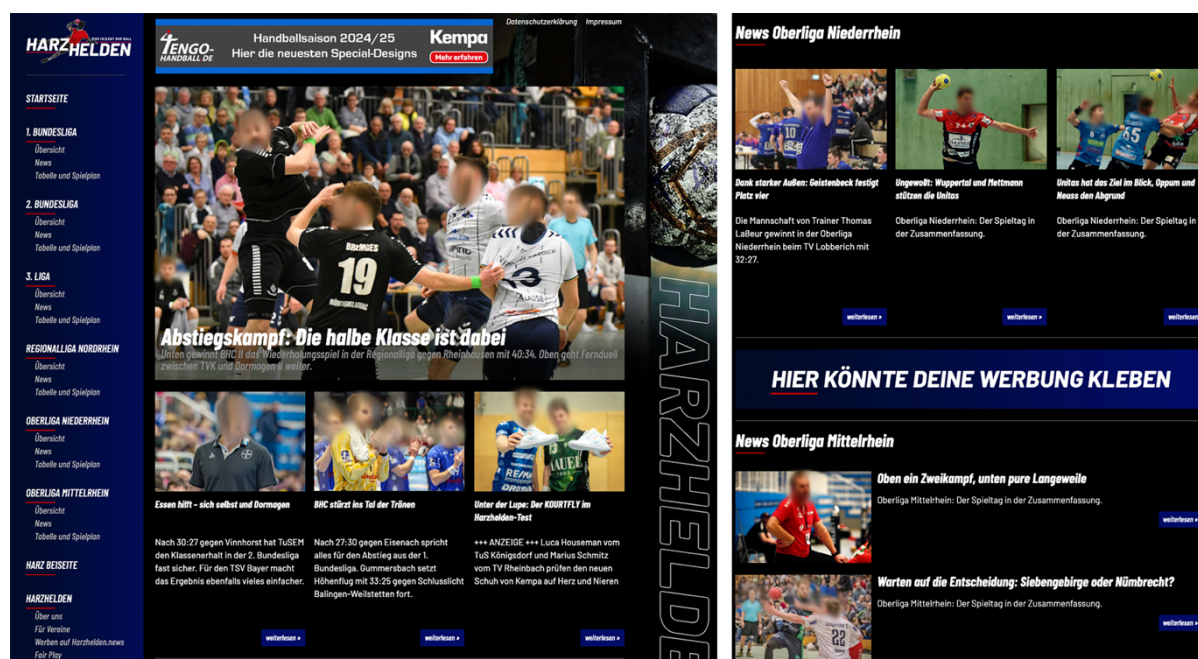 Datenschutzerklärung Impressum
HARZHELDEN
STARTSEITE
1. BUNDESLIGA
Übersicht
News
Tabelle und Spielplan
2. BUNDESLIGA
Übersicht
News
Tabelle und Spielplan
3. LIGA
Übersicht
News
Tabelle und Spielplan
REGIONALLIGA NORDRHEIN
Übersicht
News
Tabelle und Spielplan
OBERLIGA NIEDERRHEIN
Übersicht
News
Tabelle und Spielplan
OBERLIGA MITTELRHEIN
Übersicht
News
Tabelle und Spielplan
HARZ BEISEITE
HARZHELDEN
Über uns
Für Vereine
Werben auf Harzhelden.news
Fair Play
4TENGO-
HANDBALL.DE
Handballsaison 2024/25
Hier die neuesten Special-Designs
Kempa
Mehr erfahren
19
13
Abstiegskampf: Die halbe Klasse ist dabei
Unten gewinnt BHC II das Wiederholungsspiel in der Regionalliga gegen Rheinhausen mit 40:34. Oben geht Fernduell
zwischen TVK und Dormagen II weiter.
Essen hilft – sich selbst und Dormagen
Nach 30:27 gegen Vinnhorst hat TuSEM
den Klassenerhalt in der 2. Bundesliga
fast sicher. Für den TSV Bayer macht
das Ergebnis ebenfalls vieles einfacher.
weiterlesen »
BHC stürzt ins Tal der Tränen
Nach 27:30 gegen Eisenach spricht
alles für den Abstieg aus der 1.
Bundesliga. Gummersbach setzt
Höhenflug mit 33:25 gegen Schlusslicht
Balingen-Weilstetten fort.
weiterlesen »
Unter der Lupe: Der KOURTFLY im
Harzhelden-Test
+++ ANZEIGE +++ Luca Houseman vom
TuS Königsdorf und Marius Schmitz
vom TV Rheinbach prüfen den neuen
Schuh von Kempa auf Herz und Nieren
weiterlesen »
HARZHELDE
News Oberliga Niederrhein
10
Dank starker Außen: Geistenbeck festigt
Platz vier
Die Mannschaft von Trainer Thomas
Laßeur gewinnt in der Oberliga
Niederrhein beim TV Lobberich mit
32:27.
weiterlesen »
Ungewollt: Wuppertal und Mettmann
stützen die Unitas
Oberliga Niederrhein: Der Spieltag in
der Zusammenfassung.
weiterlesen »
65
Unitas hat das Ziel im Blick, Oppum und
Neuss den Abgrund
Oberliga Niederrhein: Der Spieltag in
der Zusammenfassung.
weiterlesen
HIER KÖNNTE DEINE WERBUNG KLEBEN
News Oberliga Mittelrhein
Oben ein Zweikampf, unten pure Langeweile
Oberliga Mittelrhein: Der Spieltag in der Zusammenfassung.
weiterlesen »
22
Warten auf die Entscheidung: Siebengebirge oder Nümbrecht?
Oberliga Mittelrhein: Der Spieltag in der Zusammenfassung.
weiterlesen »